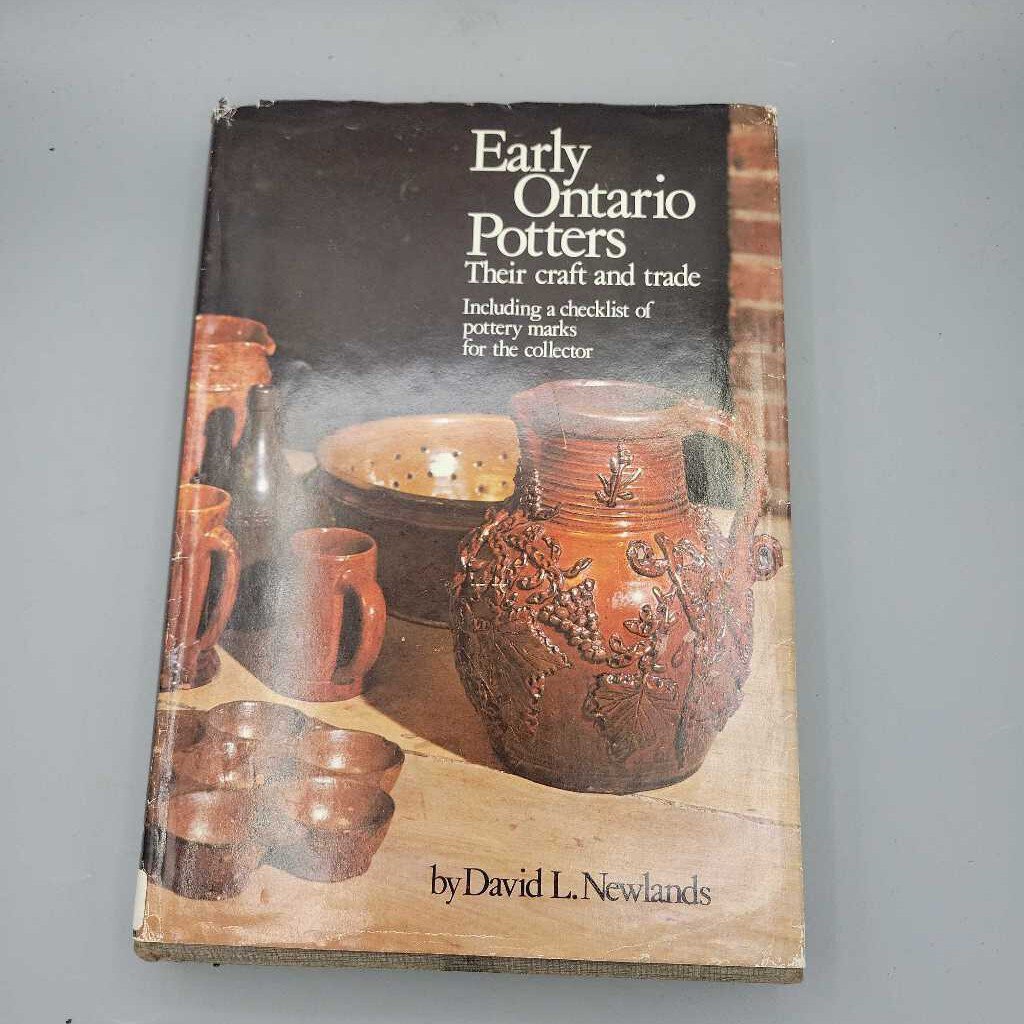 Early
Ontario
Potters
Their craft and trade
Including a checklist of
pottery marks
for the collector
by David L. Newlands